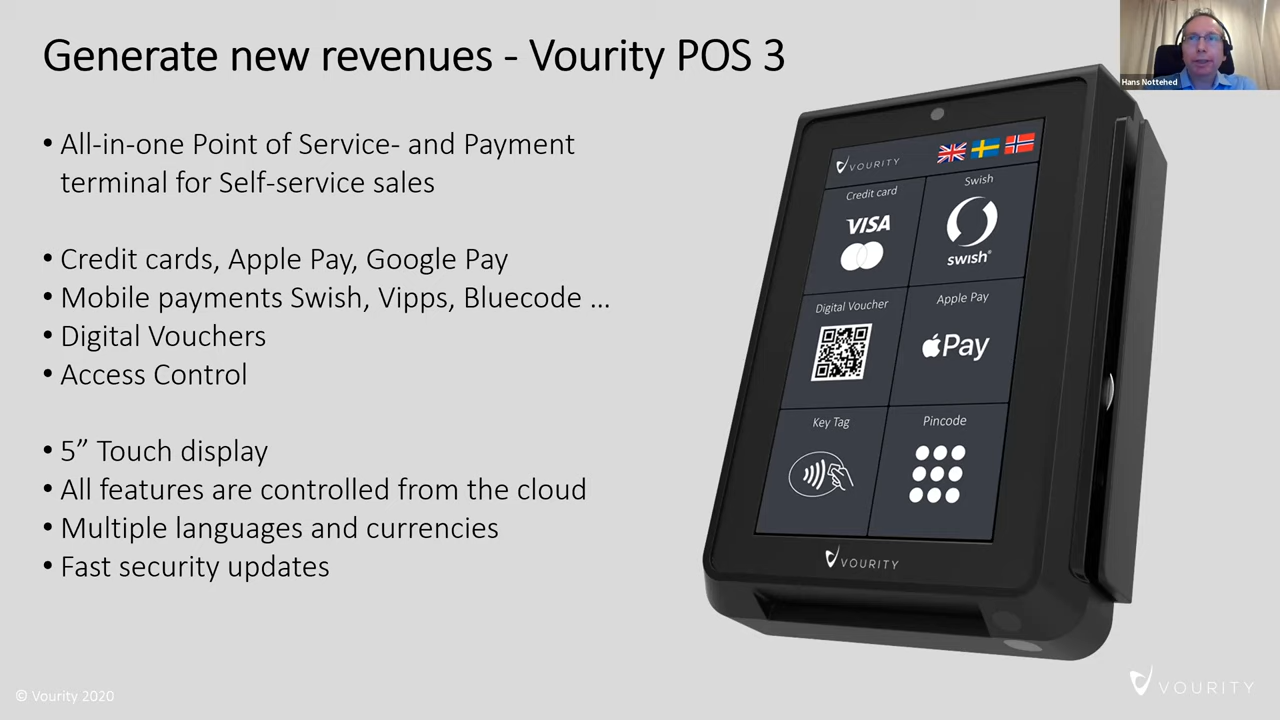 Generate new revenues - Vourity POS 3
Hans Nottehed
• All-in-one Point of Service- and Payment
terminal for Self-service sales
• Credit cards, Apple Pay, Google Pay
• Mobile payments Swish, Vipps, Bluecode ...
• Digital Vouchers
• Access Control
• 5” Touch display
• All features are controlled from the cloud
• Multiple languages and currencies
• Fast security updates
VOURITY
Credit card
VISA
Swish
swish®
Digital Voucher
Apple Pay
Pay
Key Tag
Pincode
VOURITY
© Vourity 2020
VOURITY